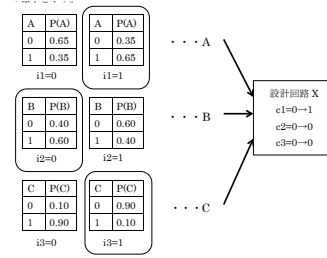 A P(A) A P(A)
0 0.65 0 0.35
1 0.35 1 0.65
i1=0 i1=1
・・・A
B P(B) B P(B)
0 0.40 0 0.60
1 0.60 1 0.40
i2=0 i2=1
・・・B
C P(C) C P(C)
0 0.10 0 0.90
1 0.90 1 0.10
i3=0 i3=1
・・・C
設計回路 X
c1=0→1
c2=0→0
c3=0→0